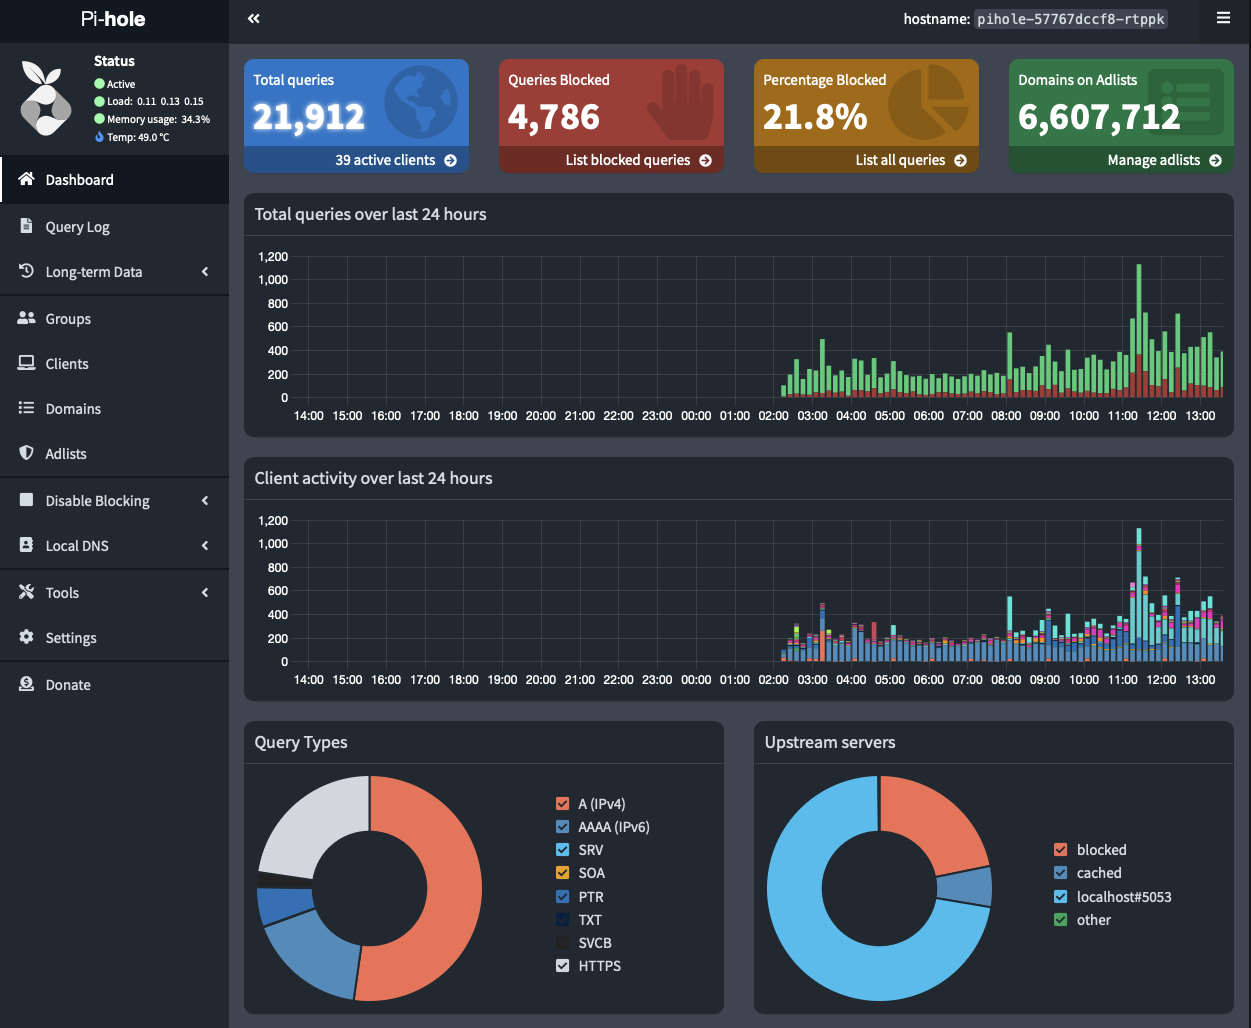 Pi-hole
hostname: pihole-57767dccf8-rtppk
Status
Active
Load: 0.11 0.13 0.15
Memory usage: 34.3%
Temp: 49.0 °C
Dashboard
Query Log
Long-term Data
Groups
Clients
Domains
Adlists
Disable Blocking
Local DNS
Tools
Settings
Donate
Total queries
21,912
39 active clients
Queries Blocked
4,786
List blocked queries
Percentage Blocked
21.8%
List all queries
Domains on Adlists
6,607,712
Manage adlists
Total queries over last 24 hours
1,200
1,000
800
600
400
200
0
14:00 15:00 16:00 17:00 18:00 19:00 20:00 21:00 22:00 23:00 00:00 01:00 02:00 03:00 04:00 05:00 06:00 07:00 08:00 09:00 10:00 11:00 12:00 13:00
Client activity over last 24 hours
1,200
1,000
800
600
400
200
0
14:00 15:00 16:00 17:00 18:00 19:00 20:00 21:00 22:00 23:00 00:00 01:00 02:00 03:00 04:00 05:00 06:00 07:00 08:00 09:00 10:00 11:00 12:00 13:00
Query Types
A (IPv4)
AAAA (IPv6)
SRV
SOA
PTR
TXT
SVCB
HTTPS
Upstream servers
blocked
cached
localhost#5053
other